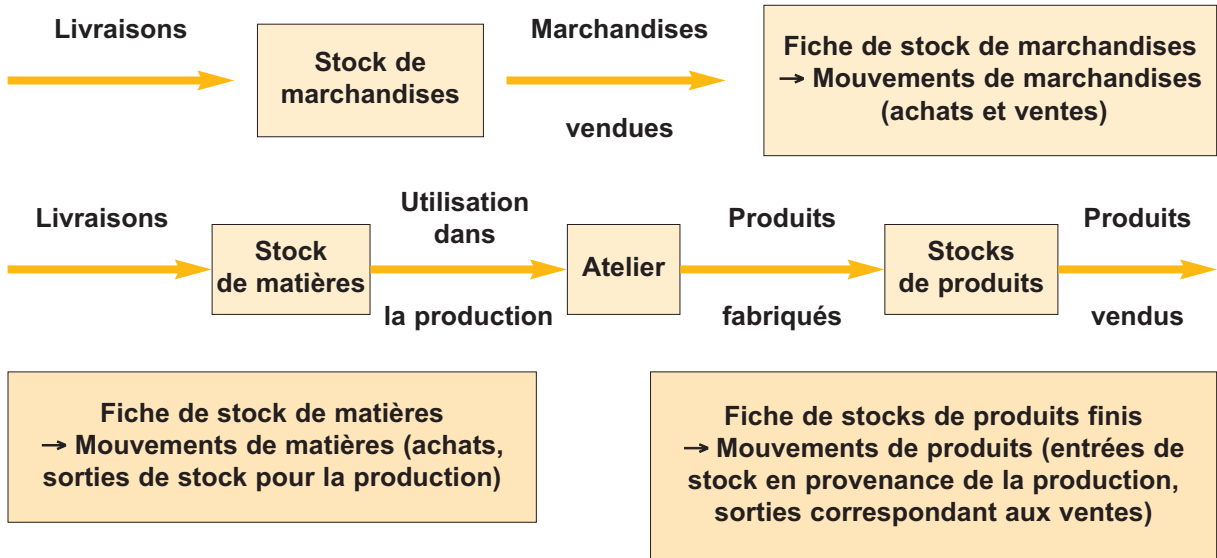 Livraisons
Stock de
marchandises
Marchandises
vendues
Fiche de stock de marchandises
→ Mouvements de marchandises
(achats et ventes)
Livraisons
Stock
de matières
Utilisation
dans
la production
Atelier
Produits
fabriqués
Stocks
de produits
Produits
vendus
Fiche de stock de matières
→ Mouvements de matières (achats,
sorties de stock pour la production)
Fiche de stocks de produits finis
→ Mouvements de produits (entrées de
stock en provenance de la production,
sorties correspondant aux ventes)